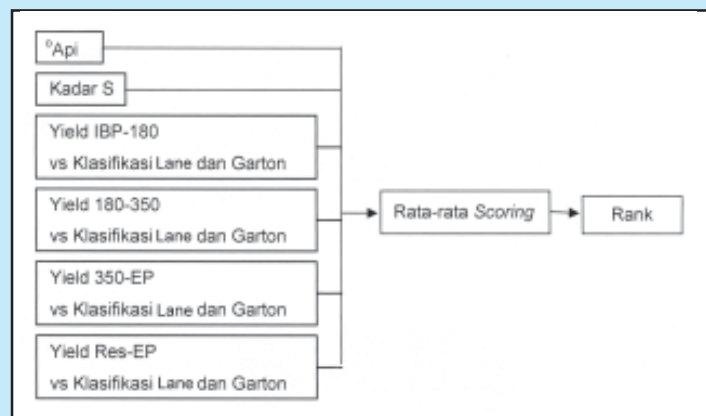 °Api
Kadar S
Yield IBP-180
vs Klasifikasi Lane dan Garton
Yield 180-350
vs Klasifikasi Lane dan Garton
Yield 350-EP
vs Klasifikasi Lane dan Garton
Yield Res-EP
vs Klasifikasi Lane dan Garton
Rata-rata Scoring
Rank